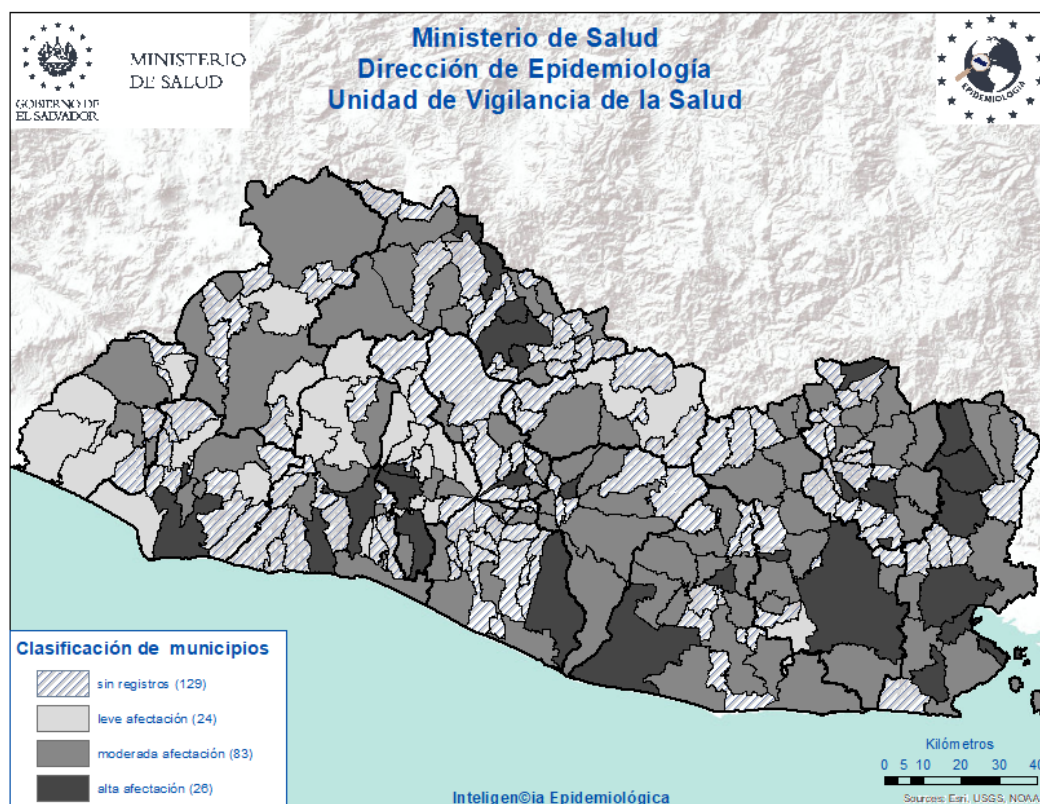 Ministerio de Salud
Dirección de Epidemiología
Unidad de Vigilancia de la Salud
MINISTERIO
DE SALUD
GOBIERNO DE
EL SALVADOR
EPIDEMIOLOGÍA
Clasificación de municipios
sin registros (129)
leve afectación (24)
moderada afectación (83)
alta afectación (26)
Inteligen©ia Epidemiológica
Kilómetros
0 5 10 20 30 40
Sources: Esri, USGS, NOAA